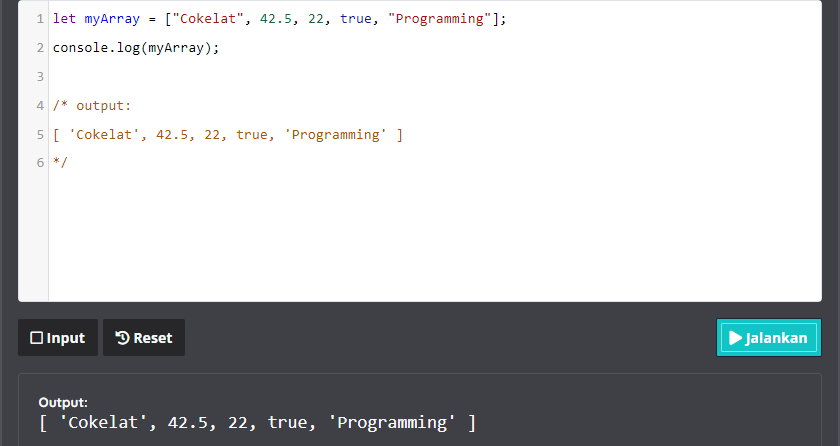 1 let myArray = ["Cokelat", 42.5, 22, true, "Programming"];
2 console.log(myArray);
3
4 /* output:
5 [ 'Cokelat', 42.5, 22, true, 'Programming' ]
6 */
Input Reset Jalankan
Output:
[ 'Cokelat', 42.5, 22, true, 'Programming' ]